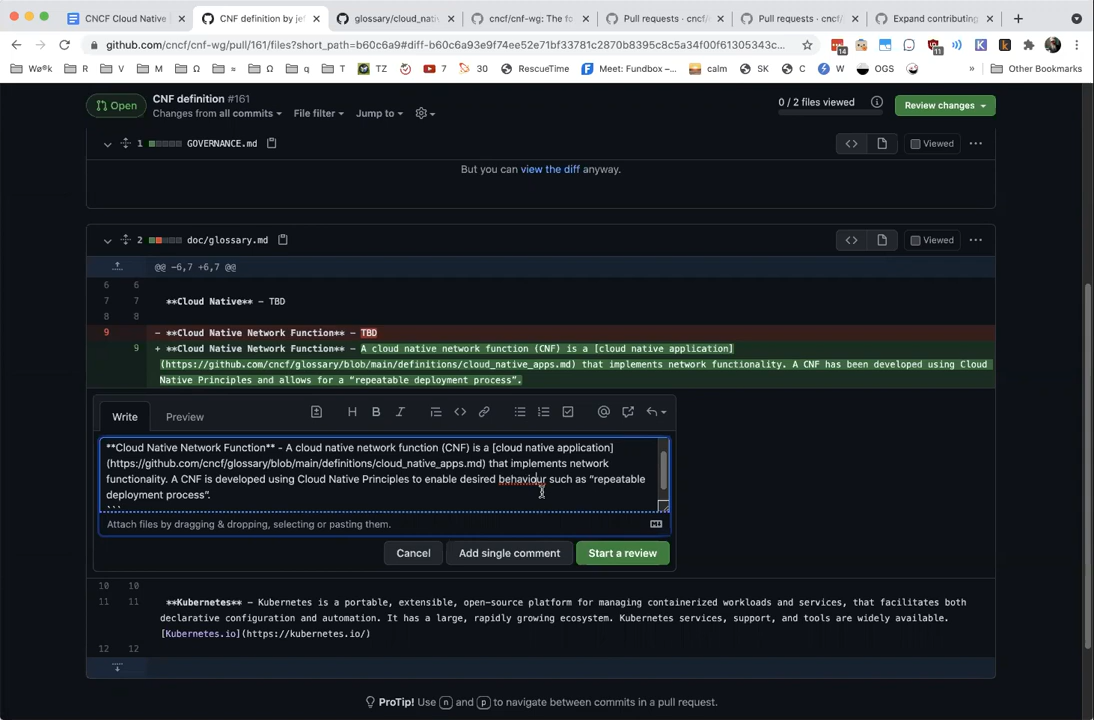 CNCF Cloud Native
CNF definition by jef
glossary/cloud_nativ
cncf/cnf-wg: The fo
Pull requests · cncf/
Pull requests · cncf/
Expand contributing
github.com/cncf/cnf-wg/pull/161/files?short_path=b60c6a9#diff-b60c6a93e9f74ee52e71bf33781c2870b8395c8c5a34f00f61305343c...
14
11
Wørk
R
V
M
Ω
≈
Ω
q
T
TZ
7
30
RescueTime
Meet: Fundbox –...
calm
SK
C
W
OGS
»
Other Bookmarks
Open
CNF definition #161
Changes from all commits
File filter
Jump to
0 / 2 files viewed
Review changes
1
GOVERNANCE.md
Viewed
But you can view the diff anyway.
2
doc/glossary.md
Viewed
@@ -6,7 +6,7 @@
6 6
7 7 **Cloud Native** – TBD
8 8
9 - **Cloud Native Network Function** – TBD
9 + **Cloud Native Network Function** – A cloud native network function (CNF) is a [cloud native application]
(https://github.com/cncf/glossary/blob/main/definitions/cloud_native_apps.md) that implements network functionality. A CNF has been developed using Cloud
Native Principles and allows for a “repeatable deployment process”.
Write
Preview
**Cloud Native Network Function** - A cloud native network function (CNF) is a [cloud native application]
(https://github.com/cncf/glossary/blob/main/definitions/cloud_native_apps.md) that implements network
functionality. A CNF is developed using Cloud Native Principles to enable desired behaviour such as “repeatable
deployment process”.
```
Attach files by dragging & dropping, selecting or pasting them.
Cancel
Add single comment
Start a review
10 10
11 11 **Kubernetes** – Kubernetes is a portable, extensible, open-source platform for managing containerized workloads and services, that facilitates both
declarative configuration and automation. It has a large, rapidly growing ecosystem. Kubernetes services, support, and tools are widely available.
[Kubernetes.io](https://kubernetes.io/)
12 12
ProTip! Use n and p to navigate between commits in a pull request.